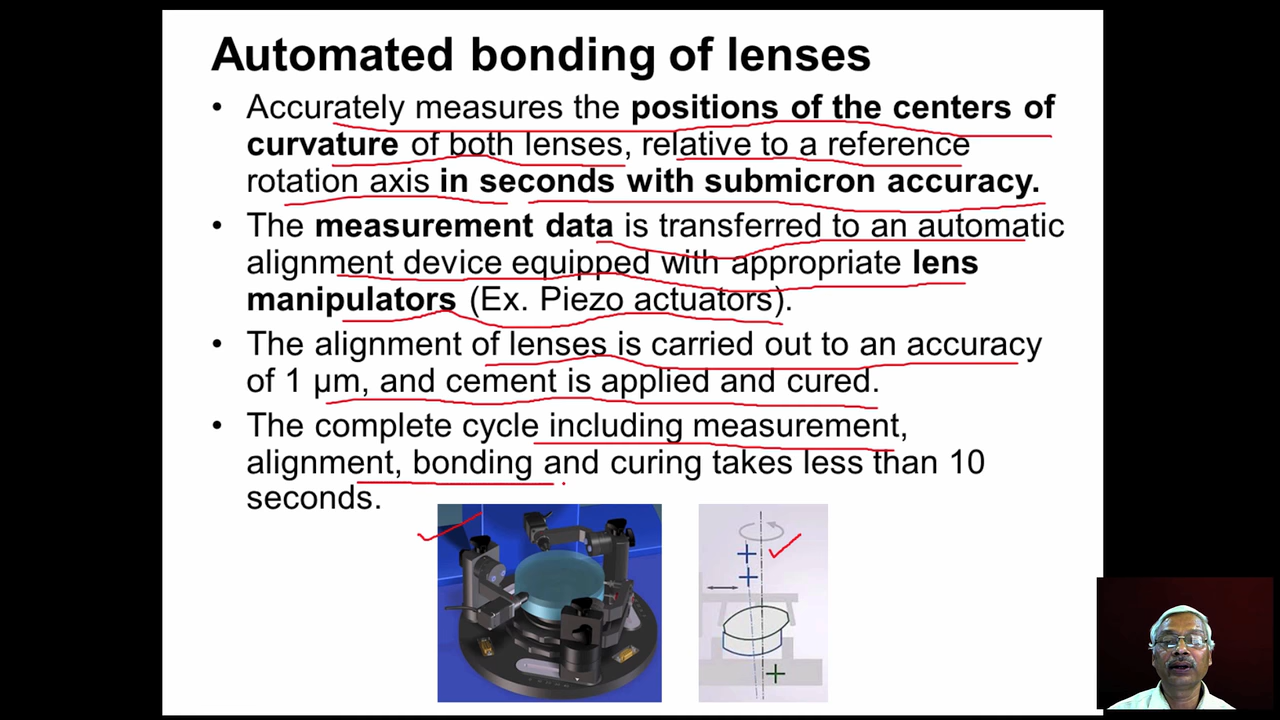 Automated bonding of lenses
• Accurately measures the positions of the centers of
curvature of both lenses, relative to a reference
rotation axis in seconds with submicron accuracy.
• The measurement data is transferred to an automatic
alignment device equipped with appropriate lens
manipulators (Ex. Piezo actuators).
• The alignment of lenses is carried out to an accuracy
of 1 µm, and cement is applied and cured.
• The complete cycle including measurement,
alignment, bonding and curing takes less than 10
seconds.